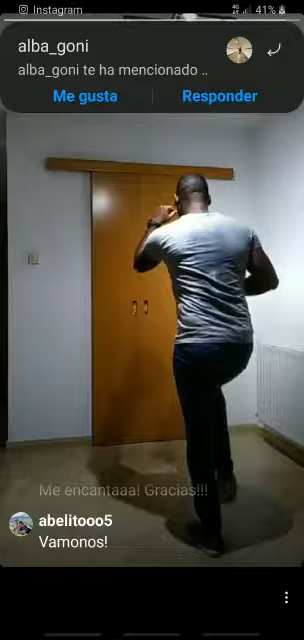 Instagram
41%
alba_goni
alba_goni te ha mencionado ..
Me gusta
Responder
Me encantaaa! Gracias!!!
abelitooo5
Vamonos!